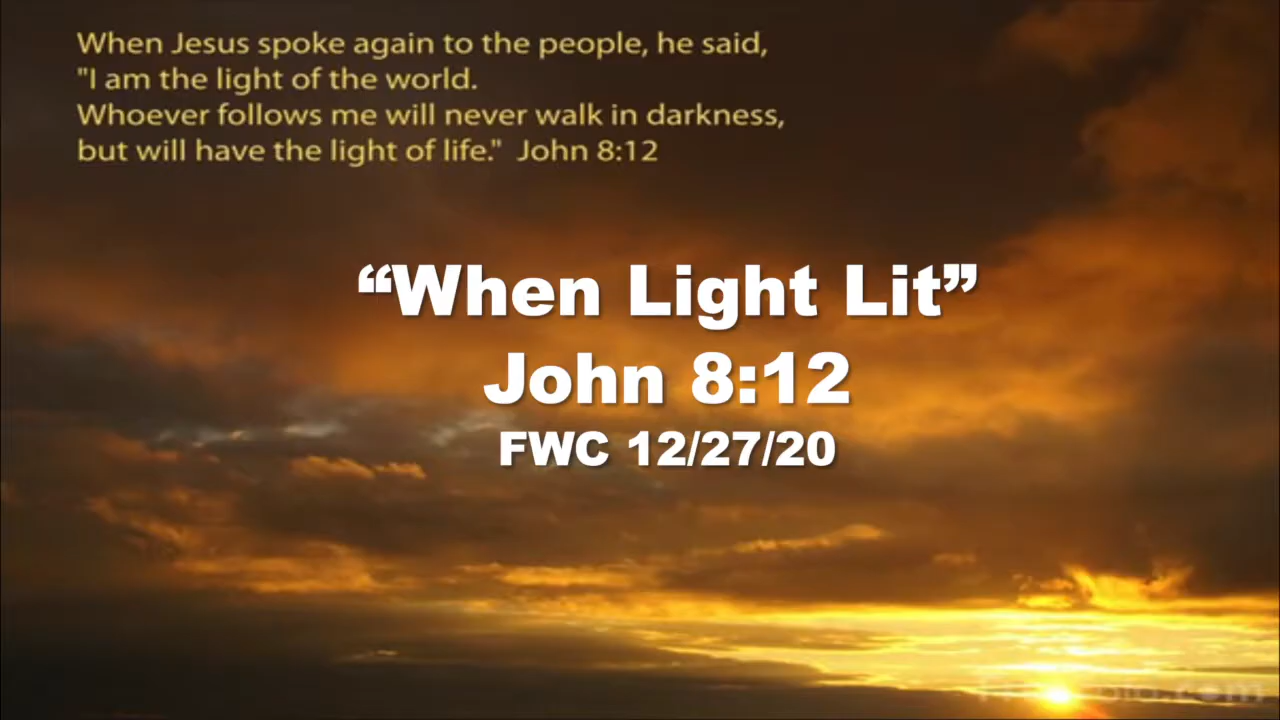 When Jesus spoke again to the people, he said,
"I am the light of the world.
Whoever follows me will never walk in darkness,
but will have the light of life."  John 8:12
“When Light Lit”
John 8:12
FWC 12/27/20